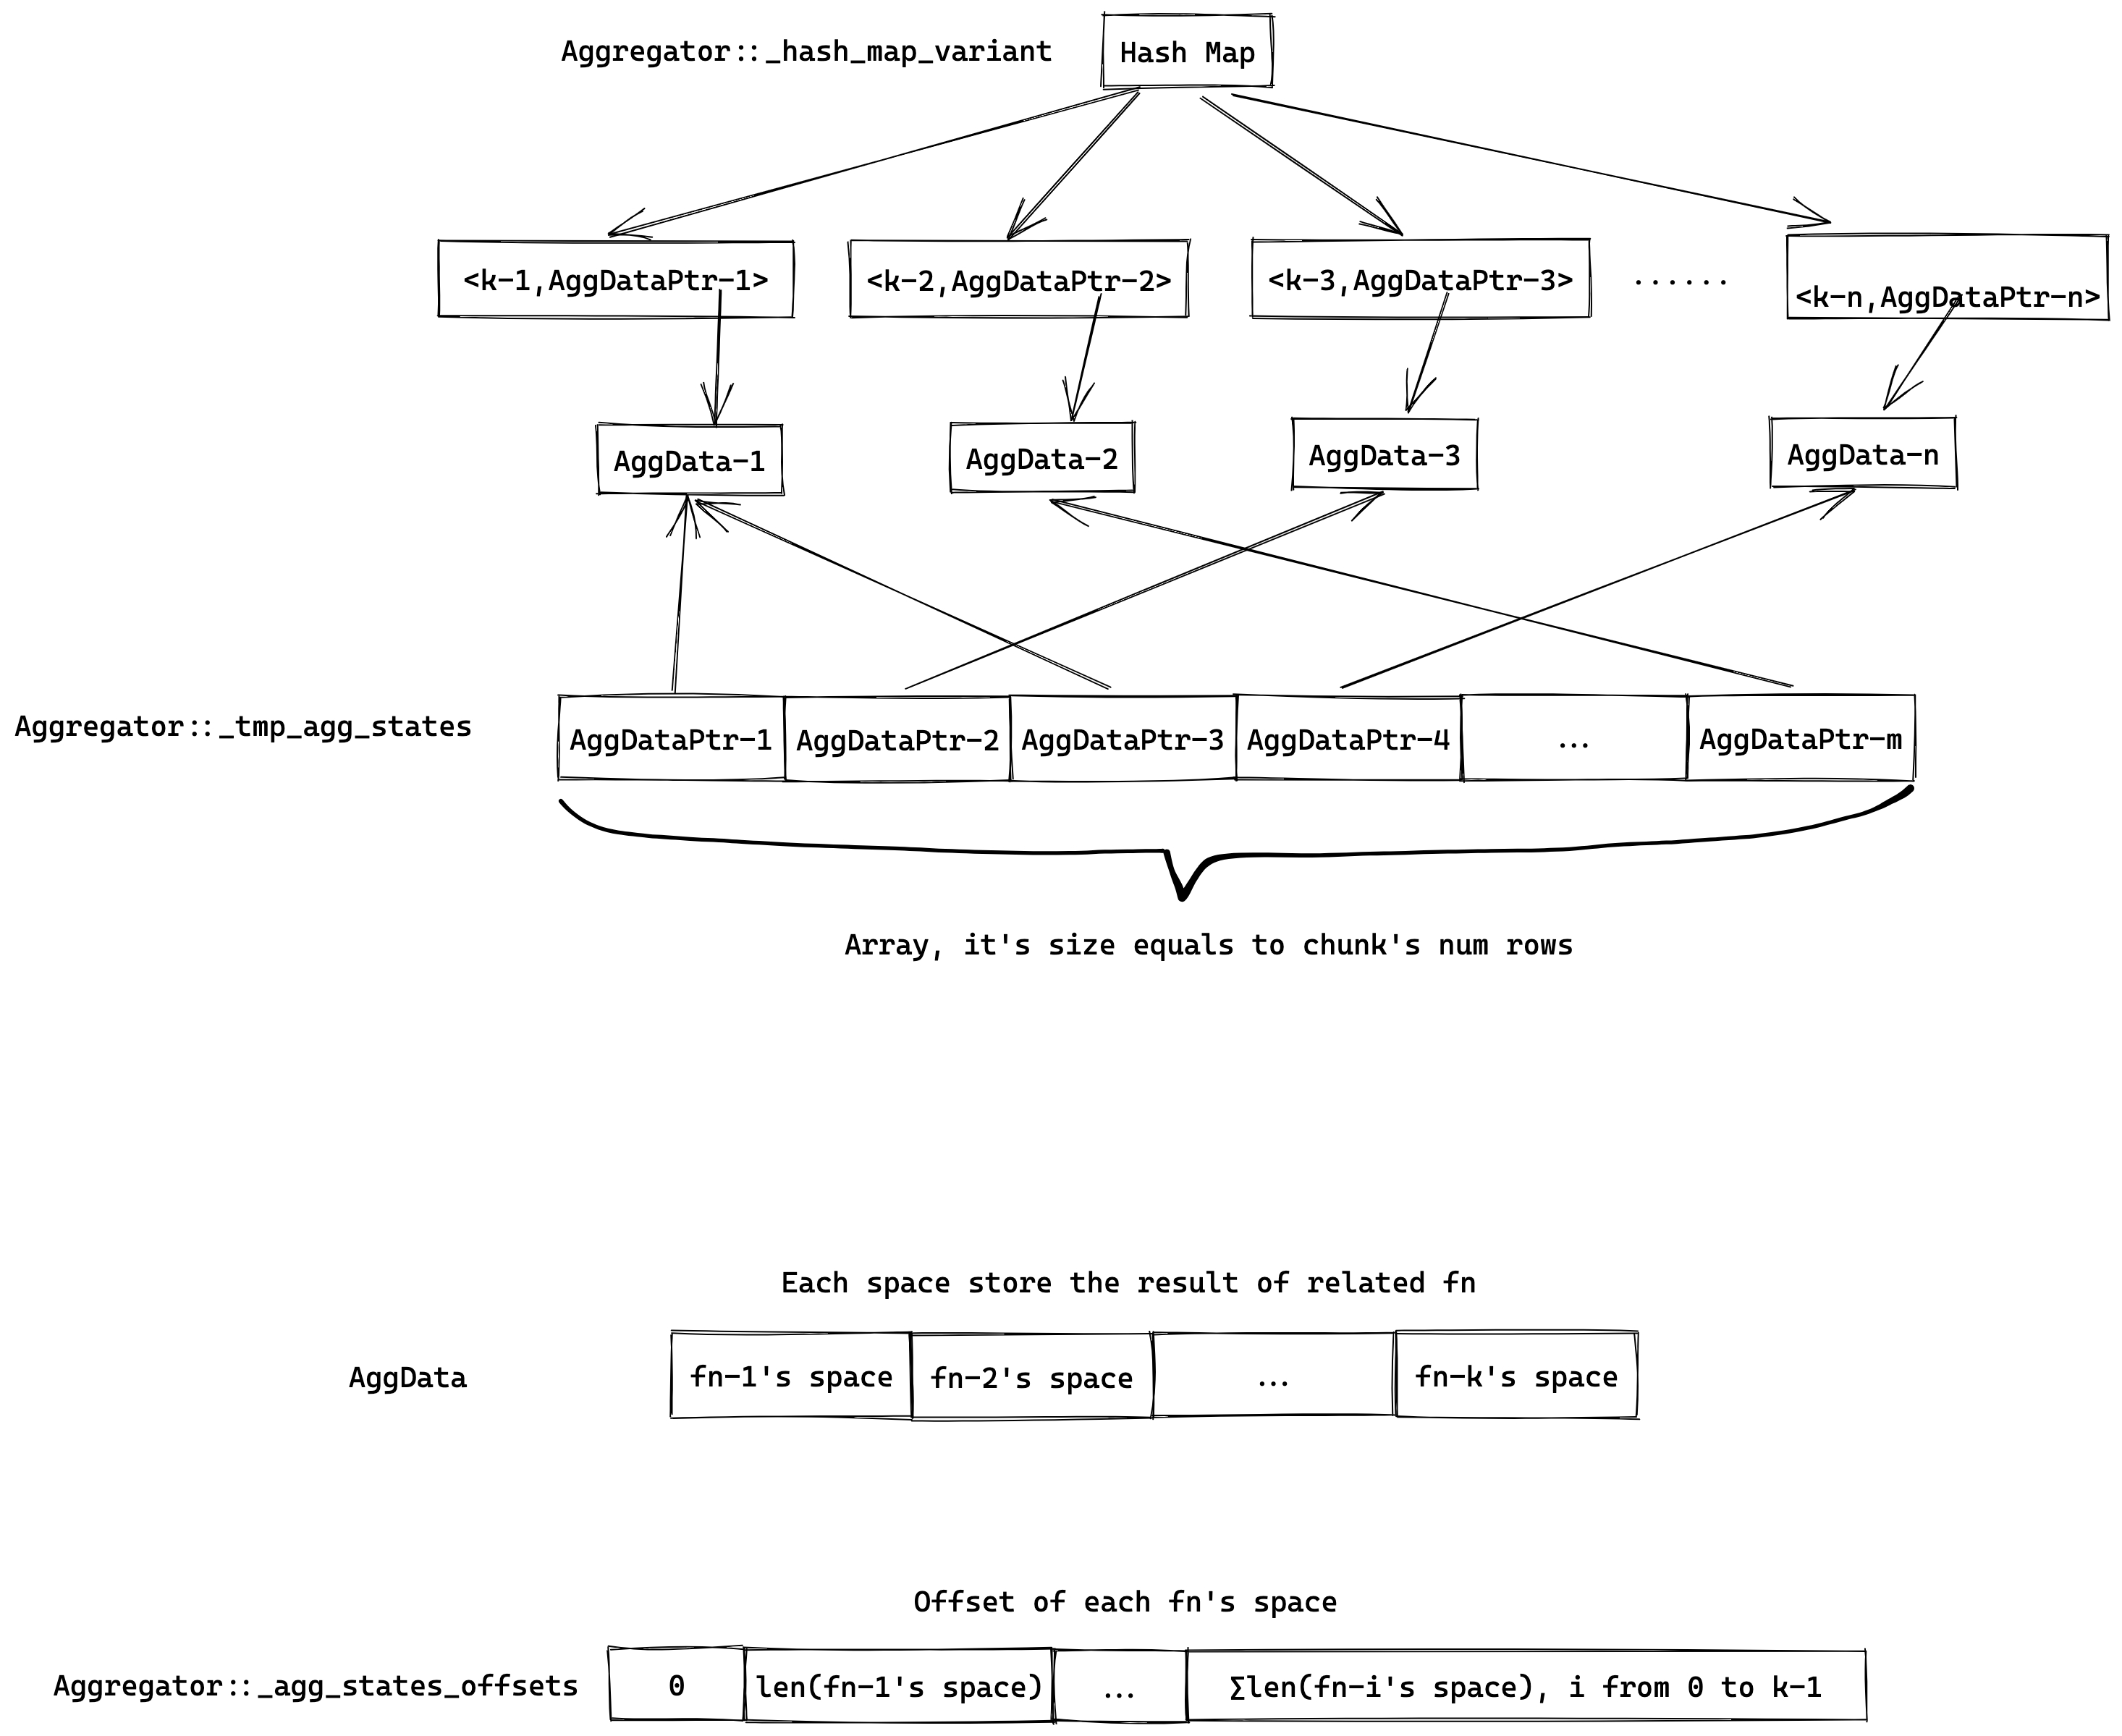 Aggregator::_hash_map_variant
Hash Map
<k-1,AggDataPtr-1>
<k-2,AggDataPtr-2>
<k-3,AggDataPtr-3>
......
<k-n,AggDataPtr-n>
AggData-1
AggData-2
AggData-3
AggData-n
Aggregator::_tmp_agg_states
AggDataPtr-1
AggDataPtr-2
AggDataPtr-3
AggDataPtr-4
...
AggDataPtr-m
Array, it's size equals to chunk's num rows
Each space store the result of related fn
AggData
fn-1's space
fn-2's space
...
fn-k's space
Offset of each fn's space
Aggregator::_agg_states_offsets
0
len(fn-1's space)
...
∑len(fn-i's space), i from 0 to k-1